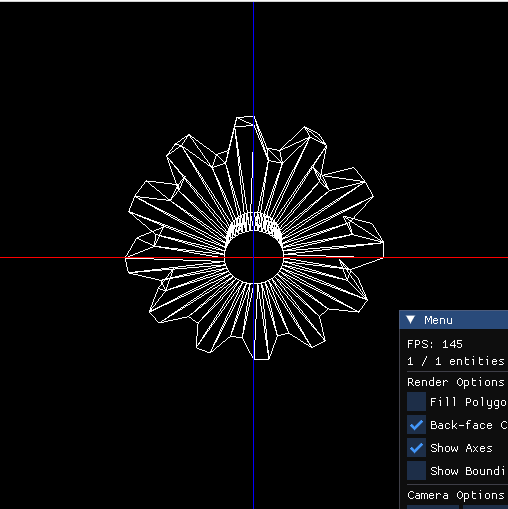 Menu
FPS: 145
1 / 1 entities
Render Options
Fill Polygo
Back-face C
Show Axes
Show Boundi
Camera Options